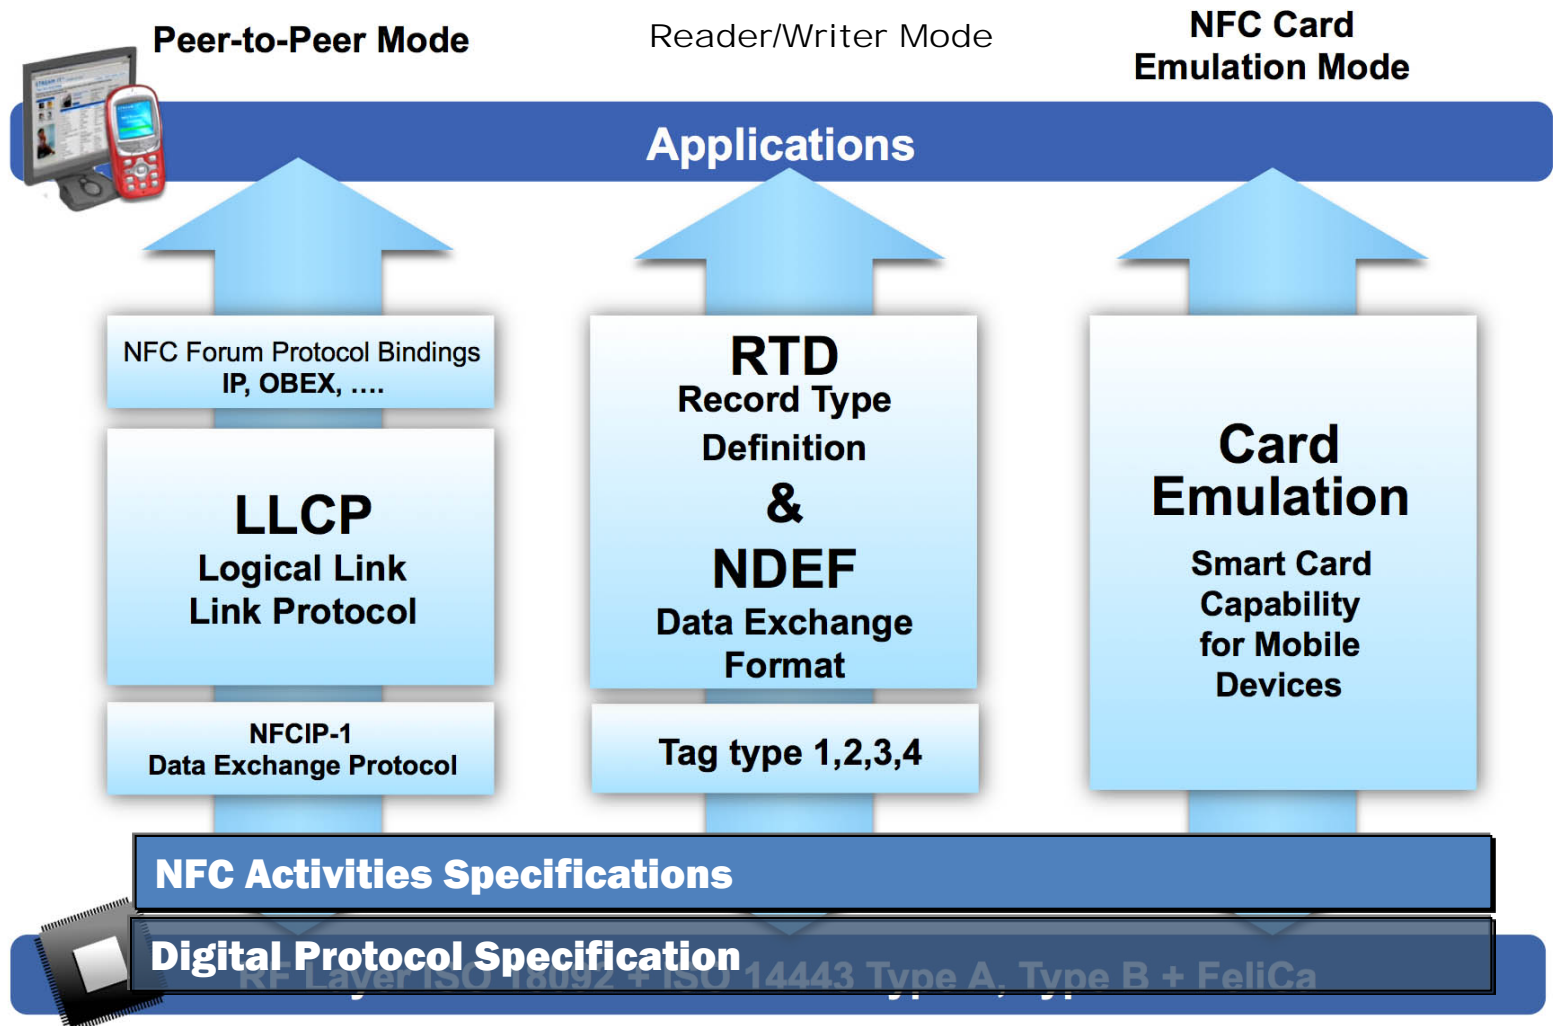 Peer-to-Peer Mode
Reader/Writer Mode
NFC Card
Emulation Mode
Applications
NFC Forum Protocol Bindings
IP, OBEX, ....
LLCP
Logical Link
Link Protocol
NFCIP-1
Data Exchange Protocol
RTD
Record Type
Definition
&
NDEF
Data Exchange
Format
Tag type 1,2,3,4
Card
Emulation
Smart Card
Capability
for Mobile
Devices
NFC Activities Specifications
Digital Protocol Specification
RF Layer ISO 18092 + ISO 14443 Type A, Type B + FeliCa